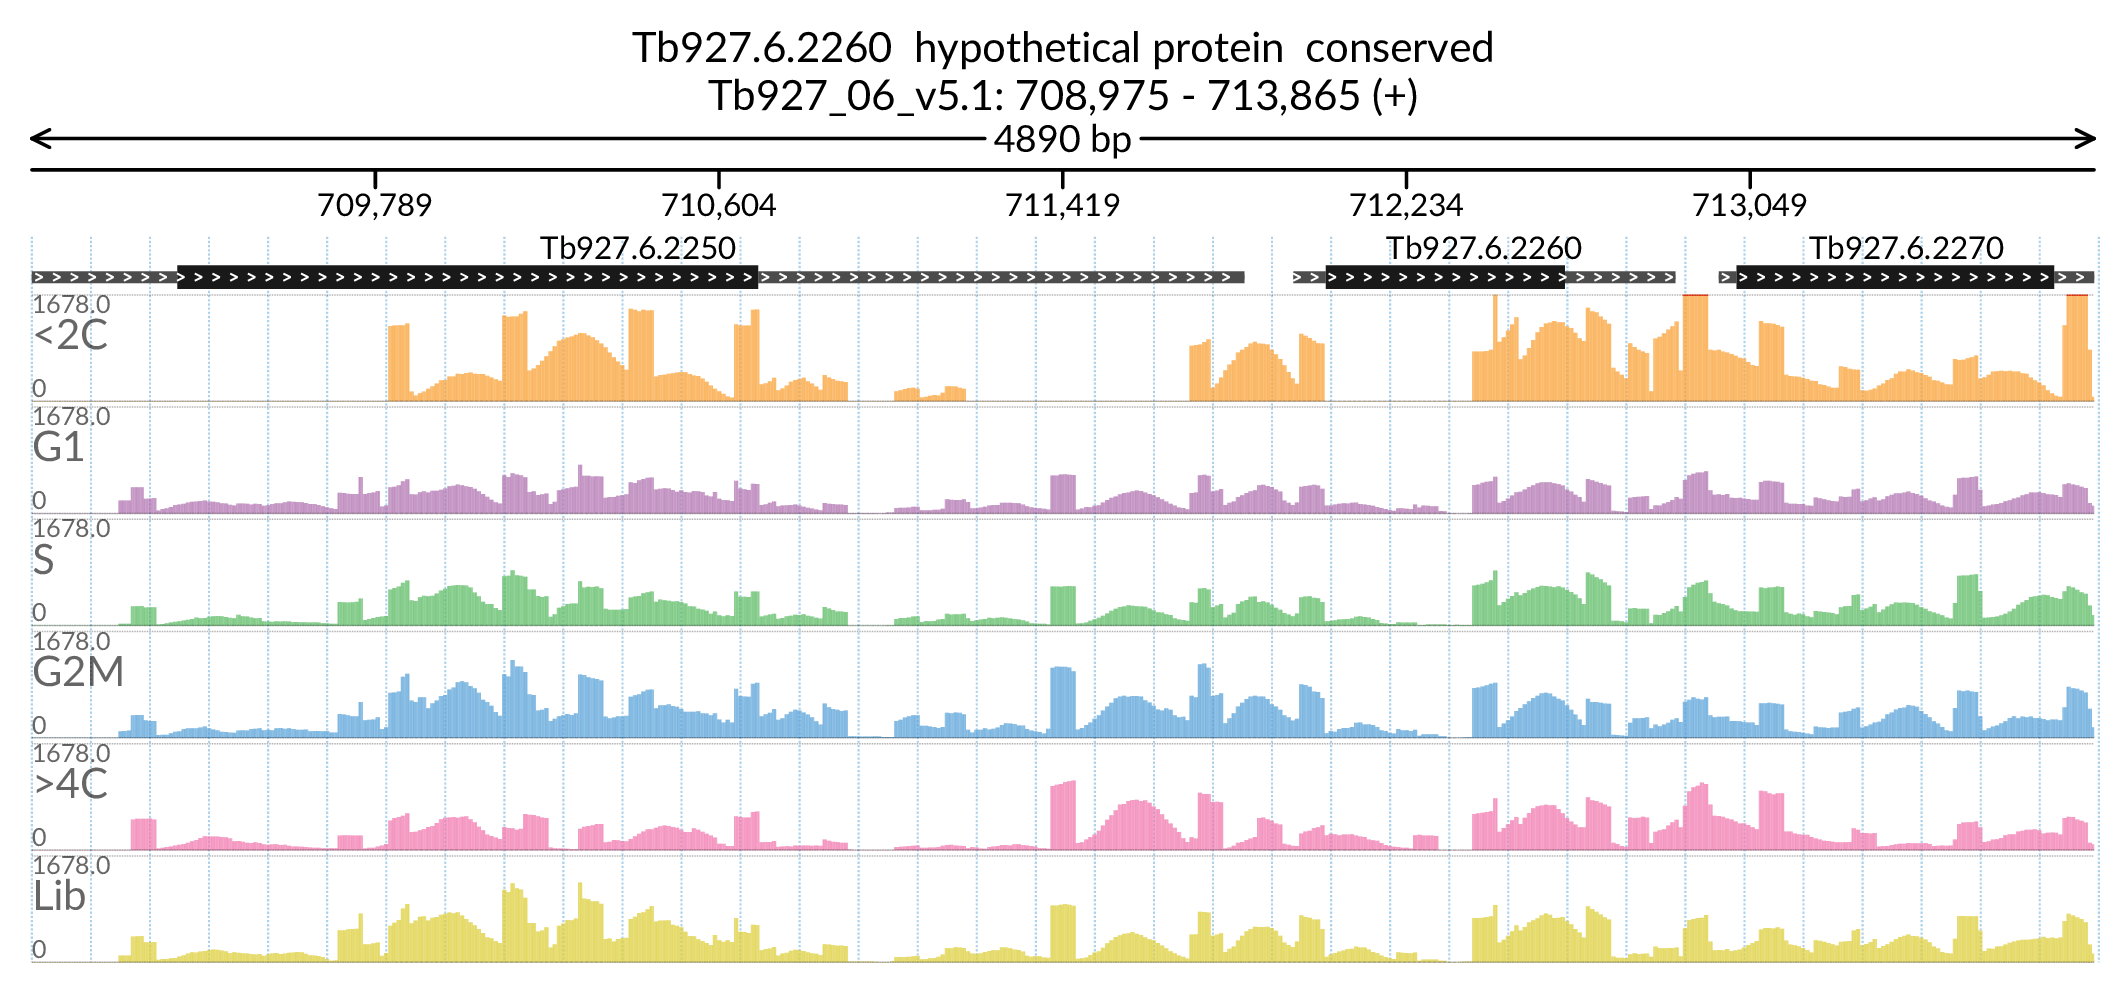 Tb927.6.2260 hypothetical protein conserved
Tb927_06_v5.1: 708,975 - 713,865 (+)
4890 bp
709,789 710,604 711,419 712,234 713,049
Tb927.6.2250 Tb927.6.2260 Tb927.6.2270
1678.0
<2C
0
1678.0
G1
0
1678.0
S
0
1678.0
G2M
0
1678.0
>4C
0
1678.0
Lib
0